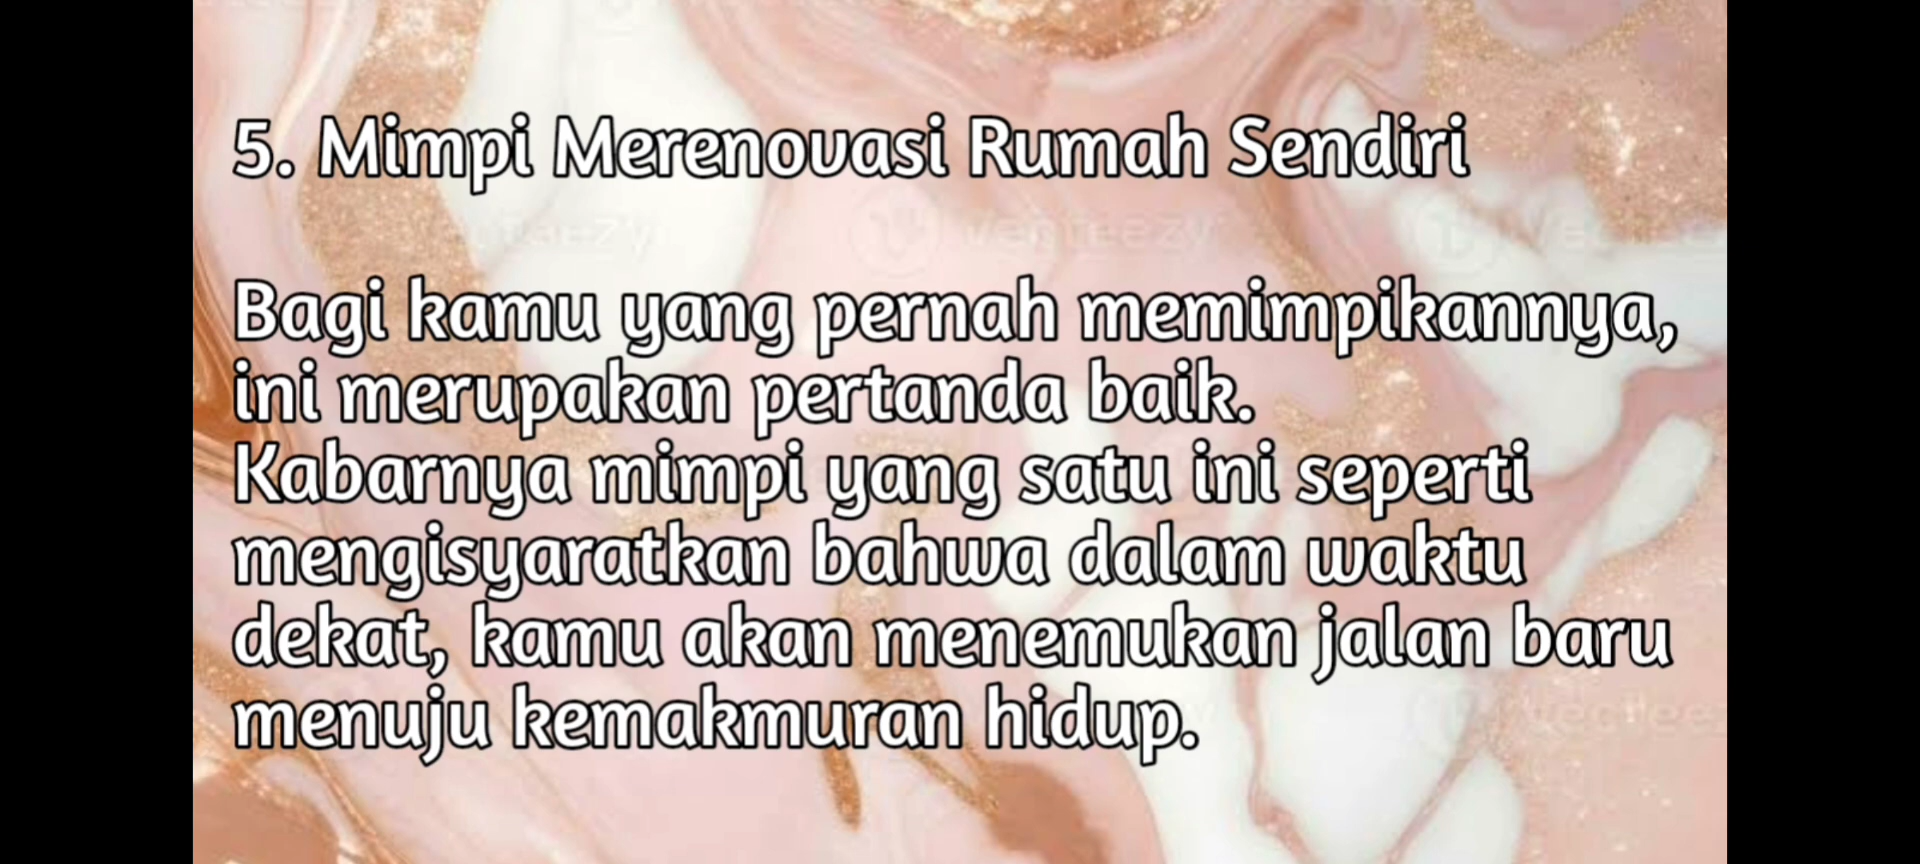 5. Mimpi Merenovasi Rumah Sendiri
vecteezy
Bagi kamu yang pernah memimpikannya,
ini merupakan pertanda baik.
Kabarnya mimpi yang satu ini seperti
mengisyaratkan bahwa dalam waktu
dekat, kamu akan menemukan jalan baru
menuju kemakmuran hidup.